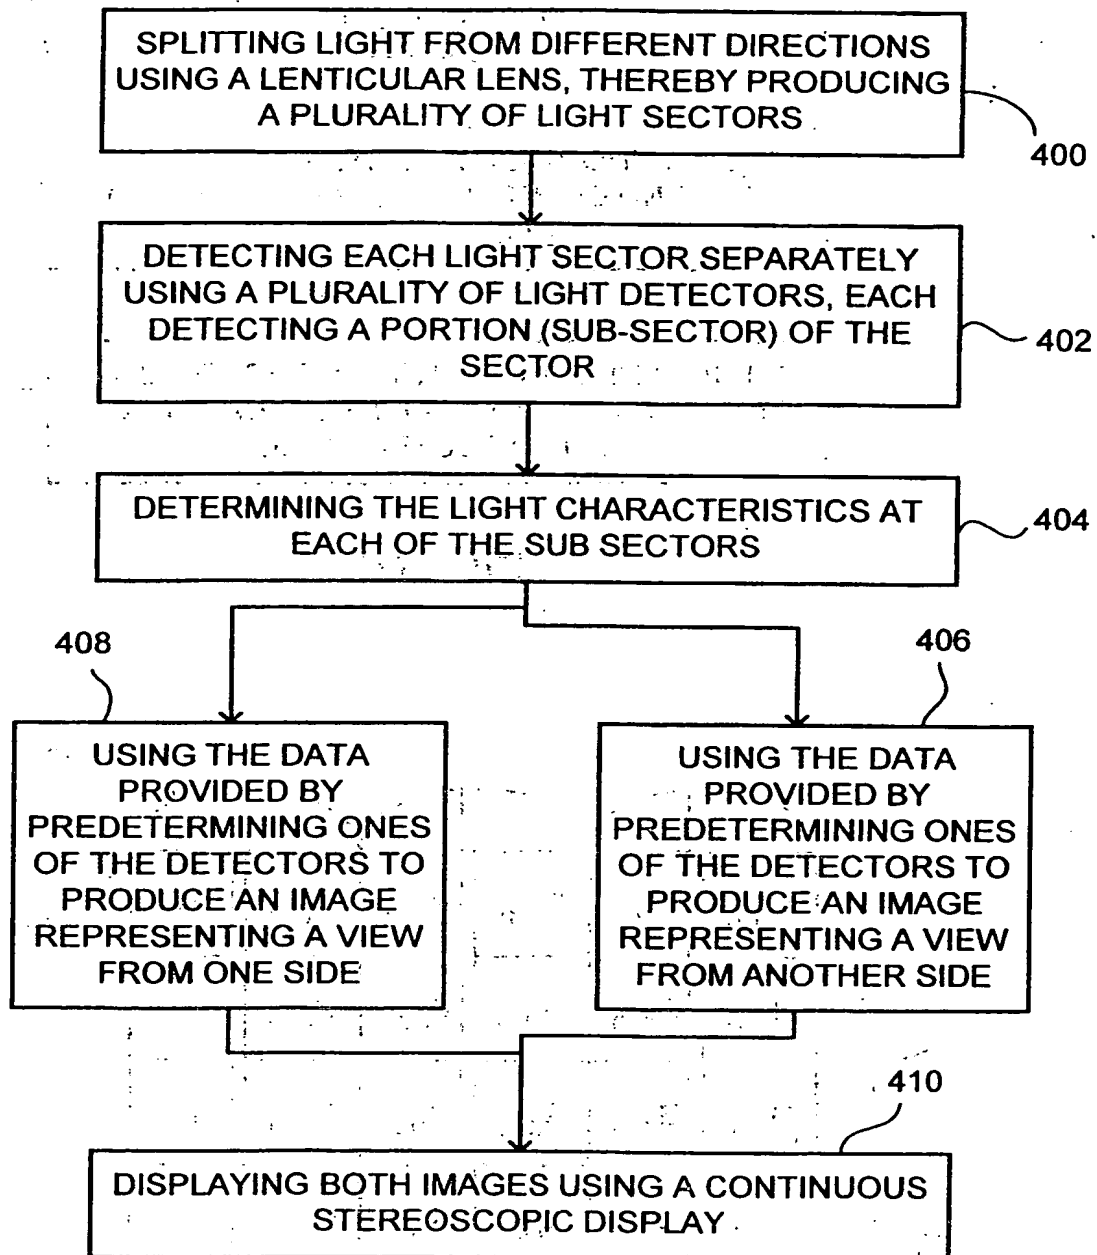 SPLITTING LIGHT FROM DIFFERENT DIRECTIONS
USING A LENTICULAR LENS, THEREBY PRODUCING
A PLURALITY OF LIGHT SECTORS
400
DETECTING EACH LIGHT SECTOR SEPARATELY
USING A PLURALITY OF LIGHT DETECTORS, EACH
DETECTING A PORTION (SUB-SECTOR) OF THE
SECTOR
402
DETERMINING THE LIGHT CHARACTERISTICS AT
EACH OF THE SUB SECTORS
404
408
USING THE DATA
PROVIDED BY
PREDETERMINING ONES
OF THE DETECTORS TO
PRODUCE AN IMAGE
REPRESENTING A VIEW
FROM ONE SIDE
406
USING THE DATA
PROVIDED BY
PREDETERMINING ONES
OF THE DETECTORS TO
PRODUCE AN IMAGE
REPRESENTING A VIEW
FROM ANOTHER SIDE
410
DISPLAYING BOTH IMAGES USING A CONTINUOUS
STEREOSCOPIC DISPLAY